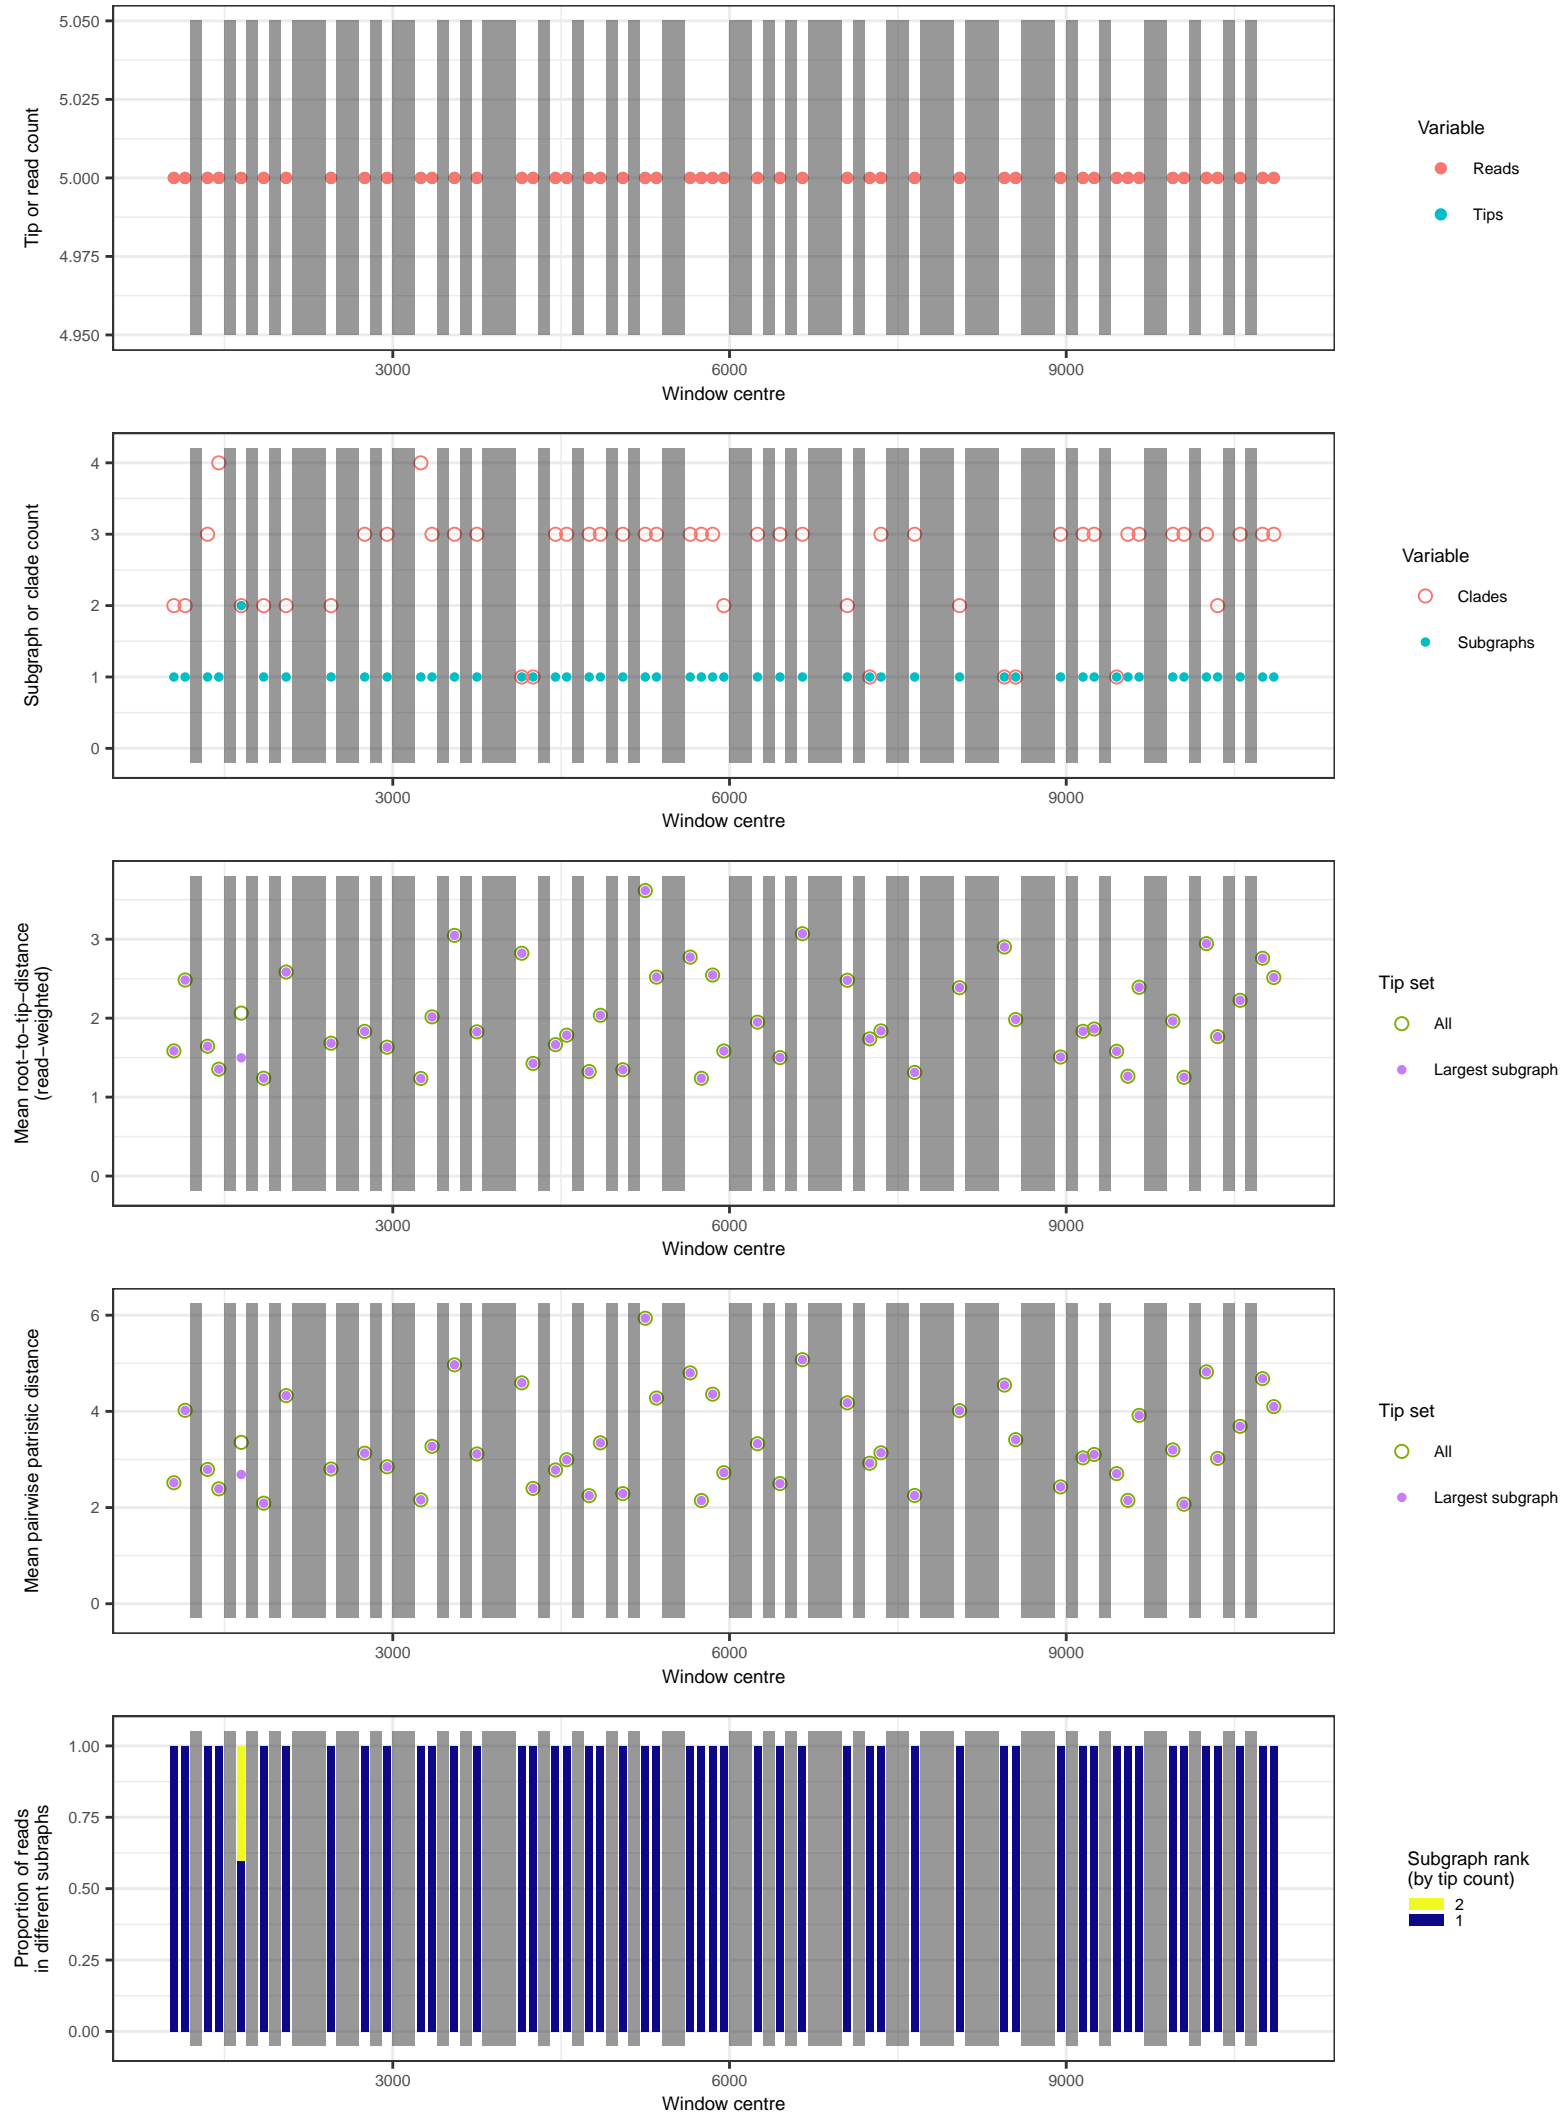 5.050
5.025
5.000
4.975
4.950
Tip or read count
3000
6000
9000
Window centre
Variable
Reads
Tips
4
3
2
1
0
Subgraph or clade count
3000
6000
9000
Window centre
Variable
Clades
Subgraphs
3
2
1
0
Mean root−to−tip−distance
(read−weighted)
3000
6000
9000
Window centre
Tip set
All
Largest subgraph
6
4
2
0
Mean pairwise patristic distance
3000
6000
9000
Window centre
Tip set
All
Largest subgraph
1.00
0.75
0.50
0.25
0.00
Proportion of reads
in different subraphs
3000
6000
9000
Window centre
Subgraph rank
(by tip count)
2
1